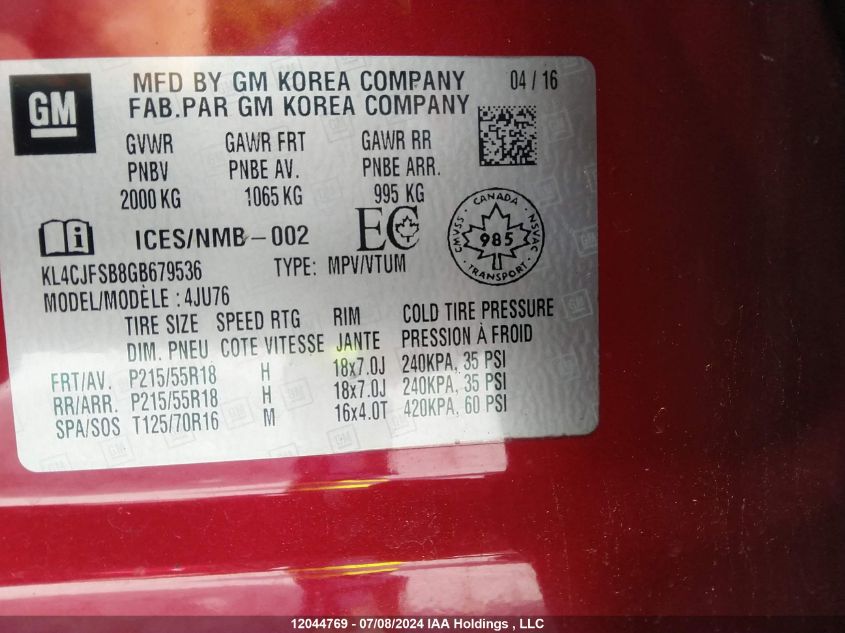 GM
MFD BY GM KOREA COMPANY 04 / 16
FAB.PAR GM KOREA COMPANY
GVWR GAWR FRT GAWR RR
PNBV PNBE AV. PNBE ARR.
2000 KG 1065 KG 995 KG
i ICES/NMB-002 EC
CANADA CMVSS NSVAC 985 TRANSPORT
KL4CJFSB8GB679536 TYPE: MPV/VTUM
MODEL/MODÈLE : 4JU76
TIRE SIZE SPEED RTG RIM COLD TIRE PRESSURE
DIM. PNEU COTE VITESSE JANTE PRESSION À FROID
FRT/AV. P215/55R18 H 18x7.0J 240KPA, 35 PSI
RR/ARR. P215/55R18 H 18x7.0J 240KPA, 35 PSI
SPA/SOS T125/70R16 M 16x4.0T 420KPA, 60 PSI
12044769 - 07/08/2024 IAA Holdings , LLC